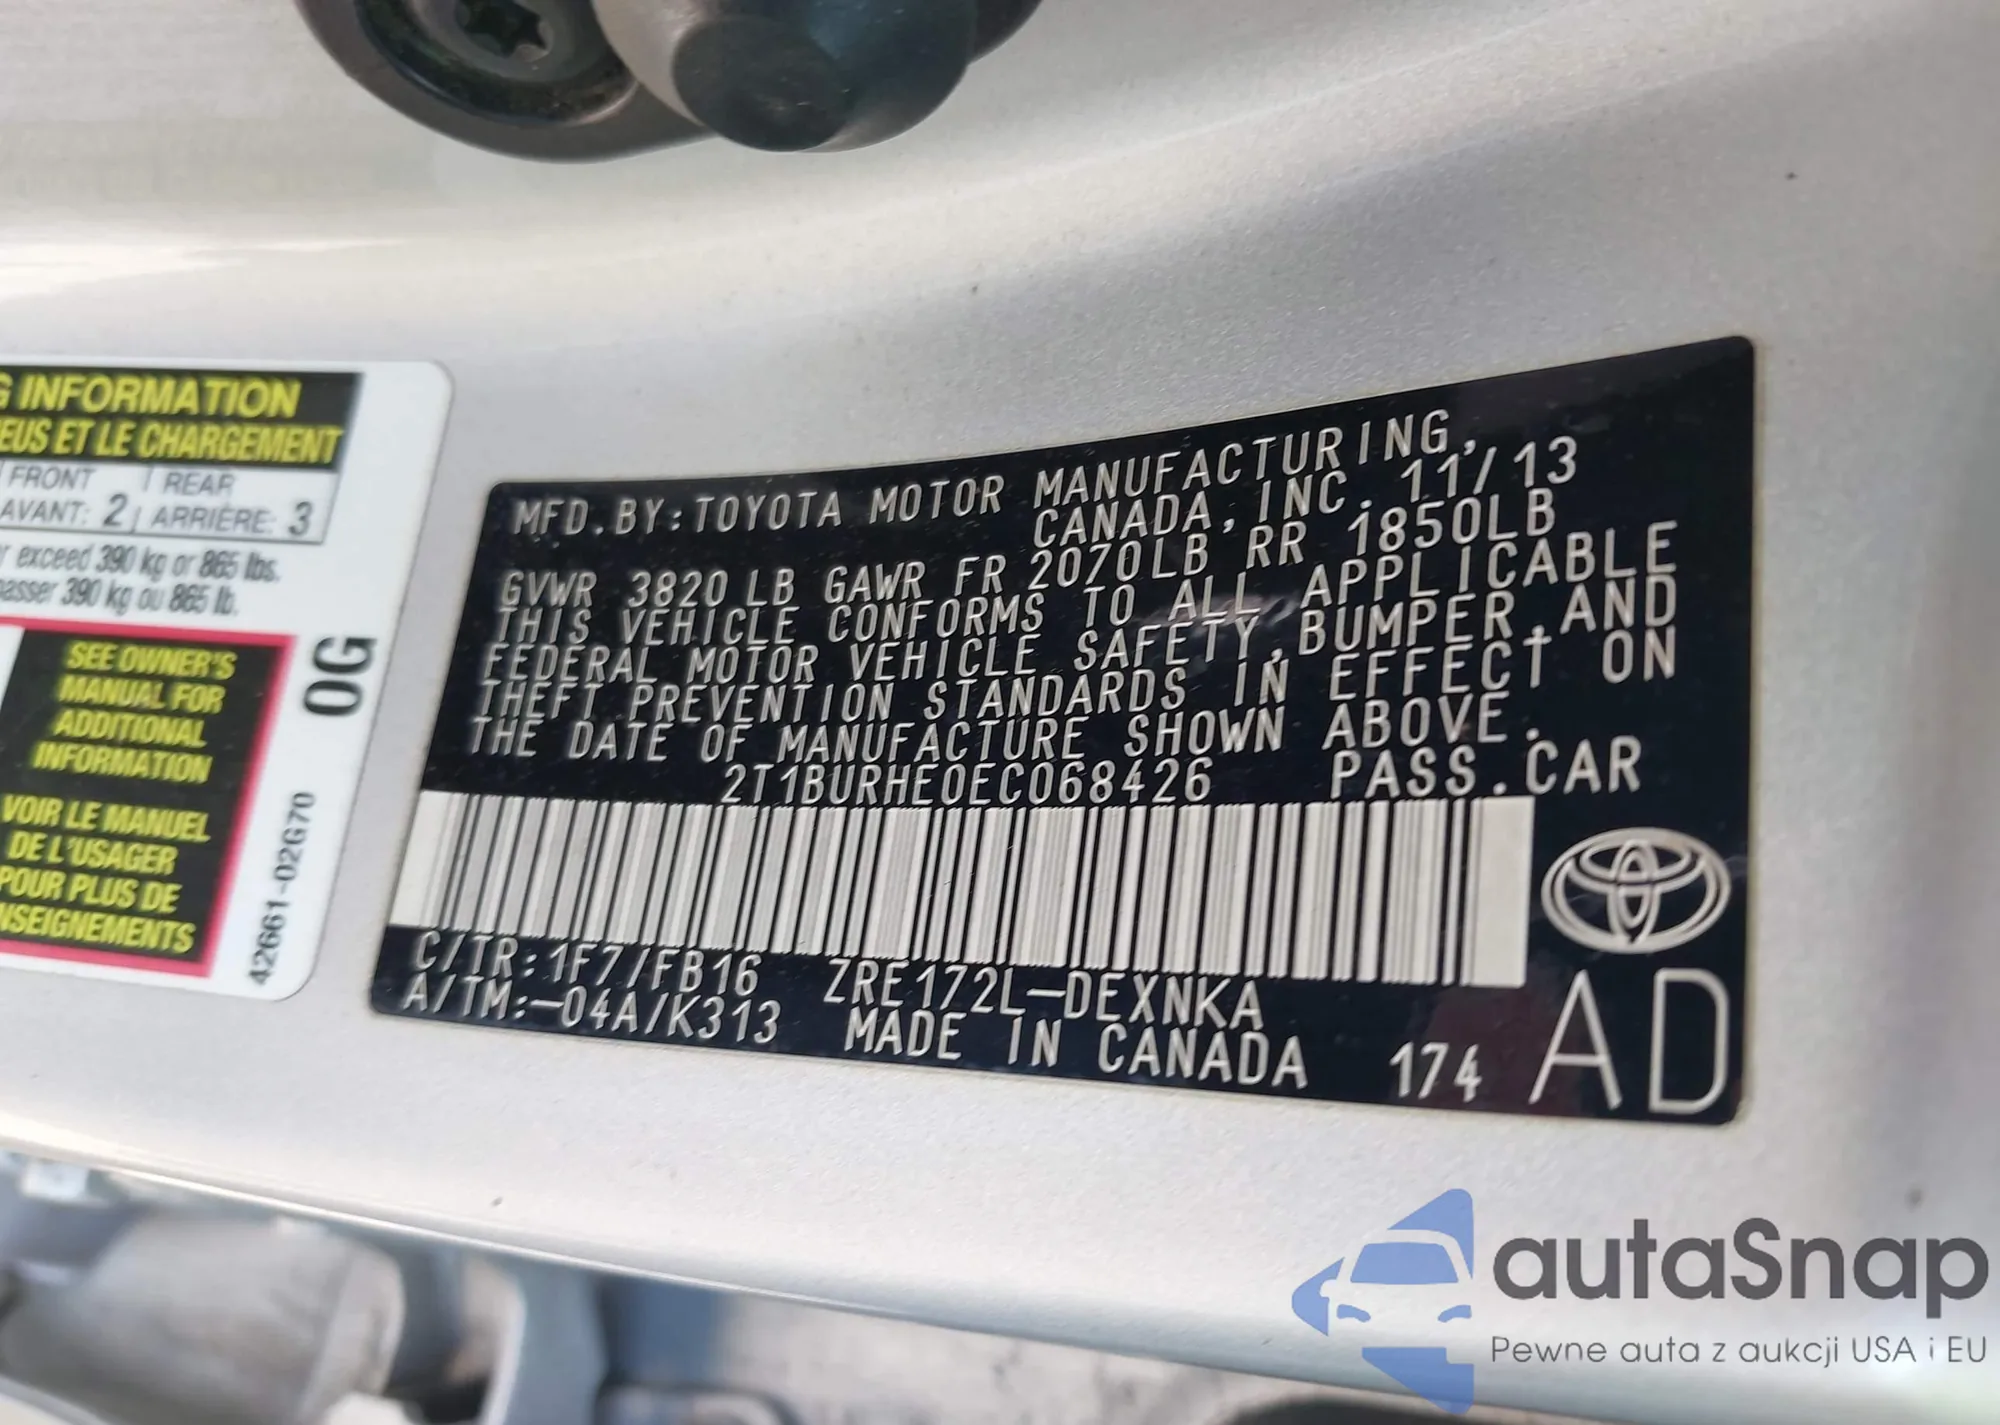 G INFORMATION
EUS ET LE CHARGEMENT
FRONT REAR
AVANT: 2 ARRIÈRE: 3
r exceed 390 kg or 865 lbs.
passer 390 kg ou 865 lb.
SEE OWNER'S
MANUAL FOR
ADDITIONAL
INFORMATION
VOIR LE MANUEL
DE L'USAGER
POUR PLUS DE
NSEIGNEMENTS
0G
42661-02G70
MFD.BY:TOYOTA MOTOR MANUFACTURING,
CANADA,INC. 11/13
GVWR 3820LB GAWR FR 2070LB RR 1850LB
THIS VEHICLE CONFORMS TO ALL APPLICABLE
FEDERAL MOTOR VEHICLE SAFETY,BUMPER,AND
THEFT PREVENTION STANDARDS IN EFFECT ON
THE DATE OF MANUFACTURE SHOWN ABOVE.
2T1BURHE0EC068426 PASS.CAR
C/TR:1F7/FB16 ZRE172L-DEXNKA
A/TM:-04A/K313 MADE IN CANADA 174
AD
autaSnap
Pewne auta z aukcji USA i EU